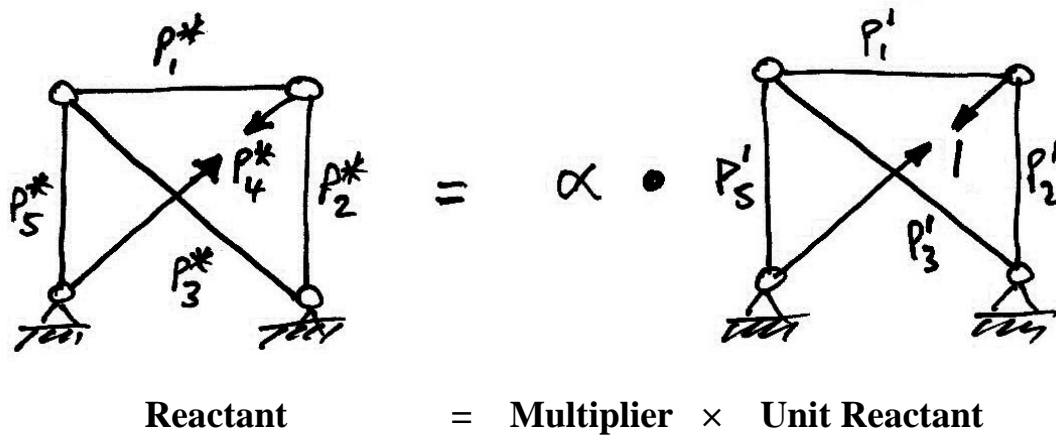 P₁* P₁'
P₅* P₄* P₂* = α • P₅' 1 P₂'
P₃* P₃'
Reactant = Multiplier × Unit Reactant